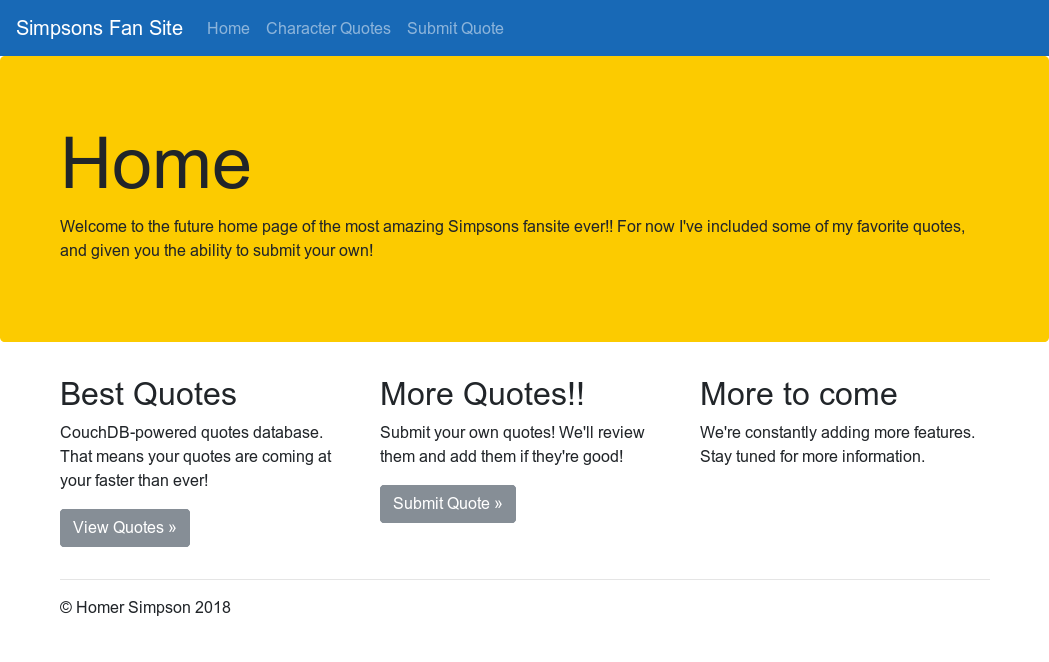 Simpsons Fan Site Home Character Quotes Submit Quote
Home
Welcome to the future home page of the most amazing Simpsons fansite ever!! For now I've included some of my favorite quotes,
and given you the ability to submit your own!
Best Quotes
CouchDB-powered quotes database.
That means your quotes are coming at
your faster than ever!
View Quotes »
More Quotes!!
Submit your own quotes! We'll review
them and add them if they're good!
Submit Quote »
More to come
We're constantly adding more features.
Stay tuned for more information.
© Homer Simpson 2018